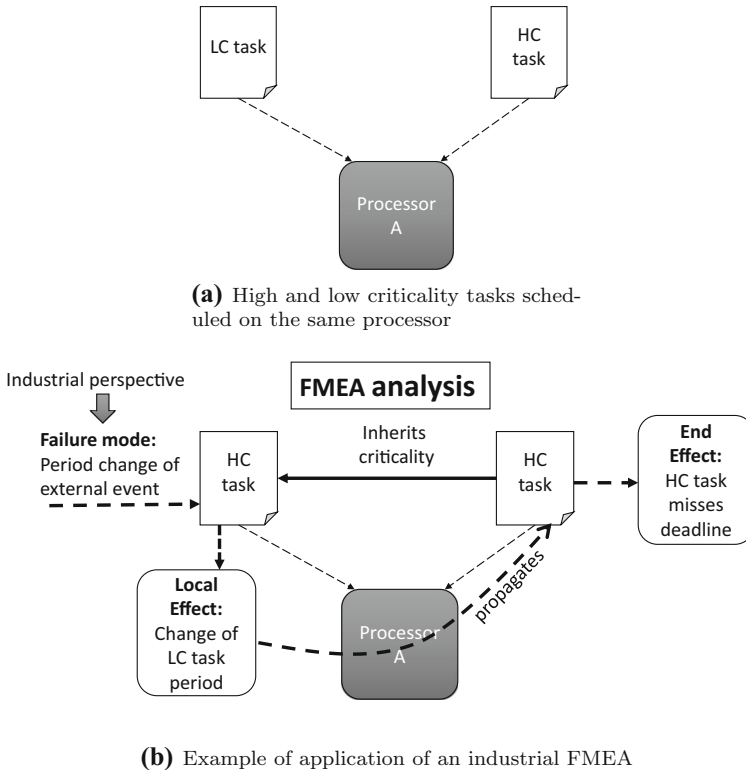 LC task
HC
task
Processor
A
(a) High and low criticality tasks sched-
uled on the same processor
Industrial perspective
FMEA analysis
Failure mode:
Period change of
external event
HC
task
Inherits
criticality
HC
task
End
Effect:
HC task
misses
deadline
Local
Effect:
Change of
LC task
period
Processor
A
propagates
(b) Example of application of an industrial FMEA